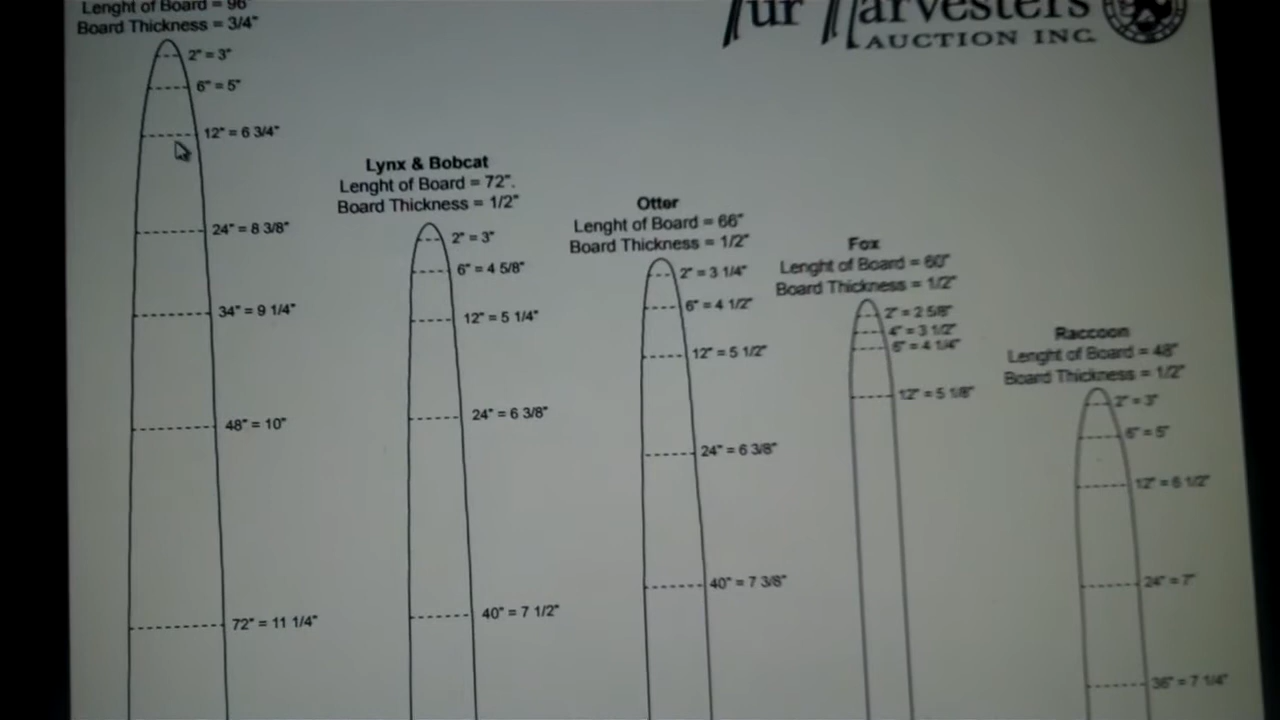 Lenght of Board = 96"
Board Thickness = 3/4"
2" = 3"
6" = 5"
12" = 6 3/4"
24" = 8 3/8"
34" = 9 1/4"
48" = 10"
72" = 11 1/4"
Fur Harvesters
AUCTION INC.
Lynx & Bobcat
Lenght of Board = 72".
Board Thickness = 1/2"
2" = 3"
6" = 4 5/8"
12" = 5 1/4"
24" = 6 3/8"
40" = 7 1/2"
Otter
Lenght of Board = 66"
Board Thickness = 1/2"
2" = 3 1/4"
6" = 4 1/2"
12" = 5 1/2"
24" = 6 3/8"
40" = 7 3/8"
Fox
Lenght of Board = 60"
Board Thickness = 1/2"
2" = 2 5/8"
4" = 3 1/2"
6" = 4 1/4"
12" = 5 1/8"
Raccoon
Lenght of Board = 48"
Board Thickness = 1/2"
2" = 3"
6" = 5"
12" = 6 1/2"
24" = 7"
36" = 7 1/4"